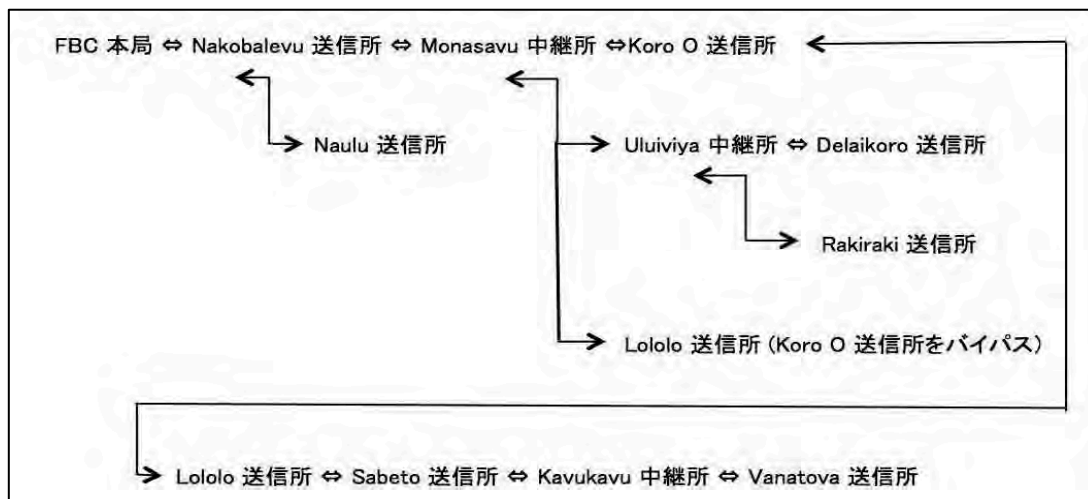 FBC 本局 ⇔ Nakobalevu 送信所 ⇔ Monasavu 中継所 ⇔Koro O 送信所
Naulu 送信所
Uluiviya 中継所 ⇔ Delaikoro 送信所
Rakiraki 送信所
Lololo 送信所 (Koro O 送信所をバイパス)
Lololo 送信所 ⇔ Sabeto 送信所 ⇔ Kavukavu 中継所 ⇔ Vanatova 送信所